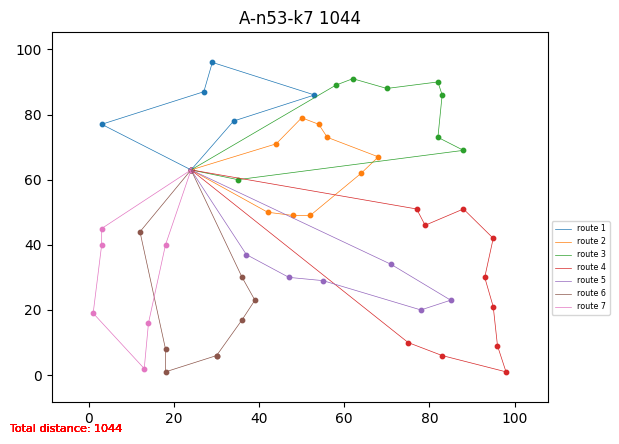 A-n53-k7 1044
100
80
60
40
20
0
0 20 40 60 80 100
route 1
route 2
route 3
route 4
route 5
route 6
route 7
Total distance: 1044